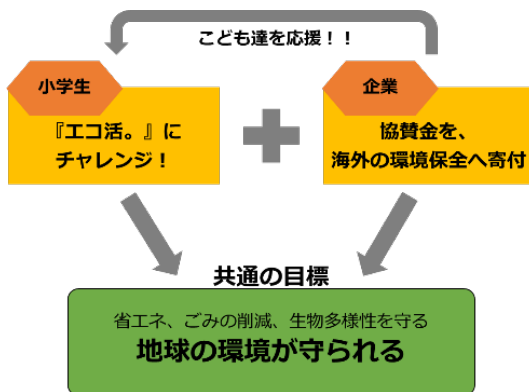 こども達を応援！！
小学生
『エコ活。』に
チャレンジ！
企業
協賛金を、
海外の環境保全へ寄付
共通の目標
省エネ、ごみの削減、生物多様性を守る
地球の環境が守られる